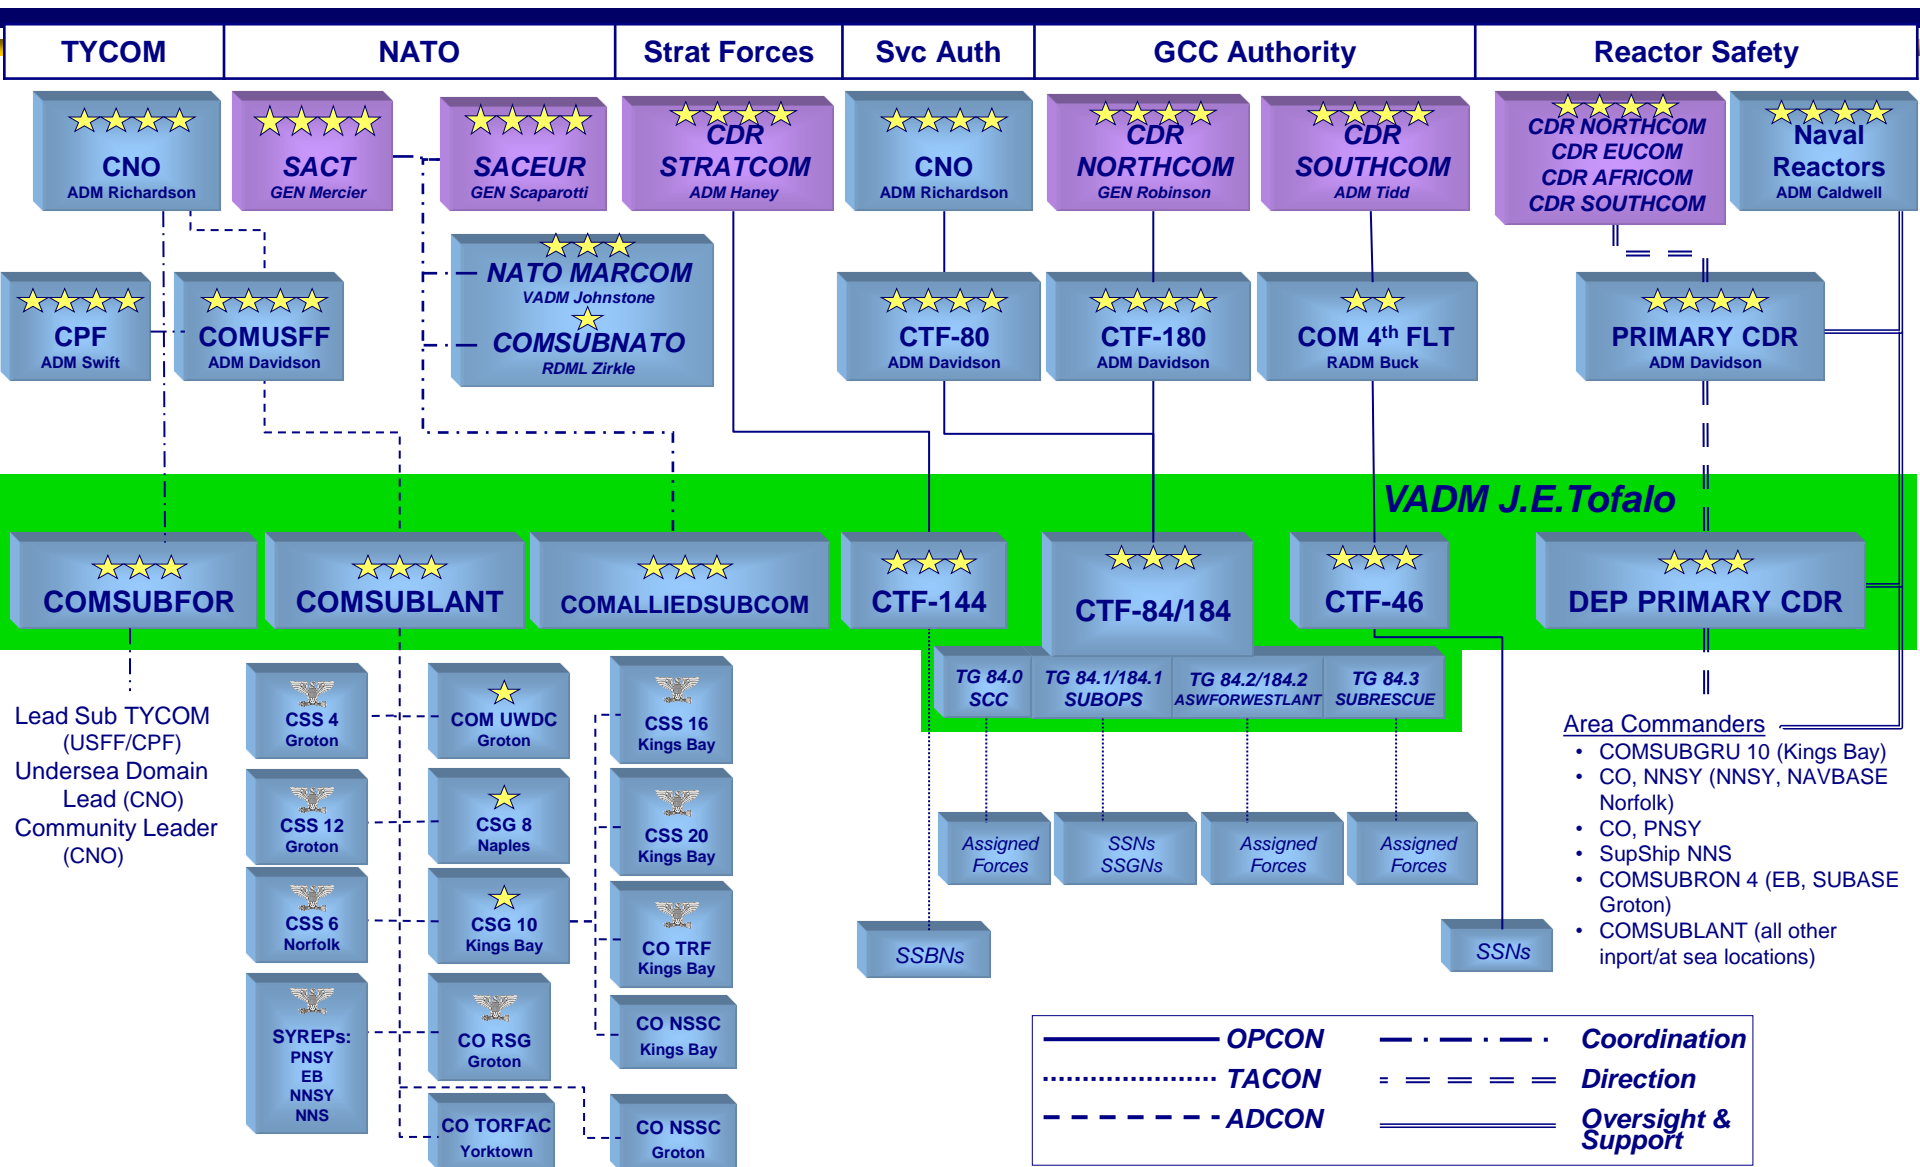 TYCOM
NATO
Strat Forces
Svc Auth
GCC Authority
Reactor Safety
CNO
ADM Richardson
SACT
GEN Mercier
SACEUR
GEN Scaparotti
CDR
STRATCOM
ADM Haney
CNO
ADM Richardson
CDR
NORTHCOM
GEN Robinson
CDR
SOUTHCOM
ADM Tidd
CDR NORTHCOM
CDR EUCOM
CDR AFRICOM
CDR SOUTHCOM
Naval
Reactors
ADM Caldwell
CPF
ADM Swift
COMUSFF
ADM Davidson
NATO MARCOM
VADM Johnstone
COMSUBNATO
RDML Zirkle
CTF-80
ADM Davidson
CTF-180
ADM Davidson
COM 4th FLT
RADM Buck
PRIMARY CDR
ADM Davidson
VADM J.E.Tofalo
COMSUBFOR
COMSUBLANT
COMALLIEDSUBCOM
CTF-144
CTF-84/184
CTF-46
DEP PRIMARY CDR
TG 84.0
SCC
TG 84.1/184.1
SUBOPS
TG 84.2/184.2
ASWFORWESTLANT
TG 84.3
SUBRESCUE
Lead Sub TYCOM
(USFF/CPF)
Undersea Domain
Lead (CNO)
Community Leader
(CNO)
CSS 4
Groton
COM UWDC
Groton
CSS 16
Kings Bay
CSS 12
Groton
CSG 8
Naples
CSS 20
Kings Bay
CSS 6
Norfolk
CSG 10
Kings Bay
CO TRF
Kings Bay
SYREPs:
PNSY
EB
NNSY
NNS
CO RSG
Groton
CO NSSC
Kings Bay
CO TORFAC
Yorktown
CO NSSC
Groton
Assigned
Forces
SSNs
SSGNs
Assigned
Forces
Assigned
Forces
SSBNs
SSNs
Area Commanders
• COMSUBGRU 10 (Kings Bay)
• CO, NNSY (NNSY, NAVBASE
Norfolk)
• CO, PNSY
• SupShip NNS
• COMSUBRON 4 (EB, SUBASE
Groton)
• COMSUBLANT (all other
inport/at sea locations)
OPCON
TACON
ADCON
Coordination
Direction
Oversight &
Support